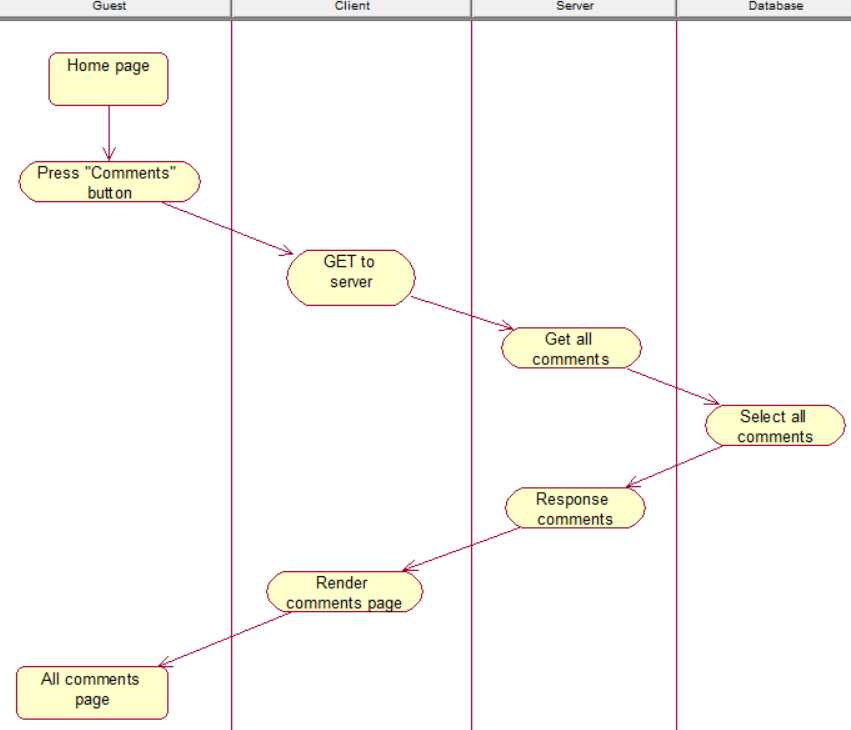 Guest Client Server Database
Home page
Press "Comments"
button
GET to
server
Get all
comments
Select all
comments
Response
comments
Render
comments page
All comments
page